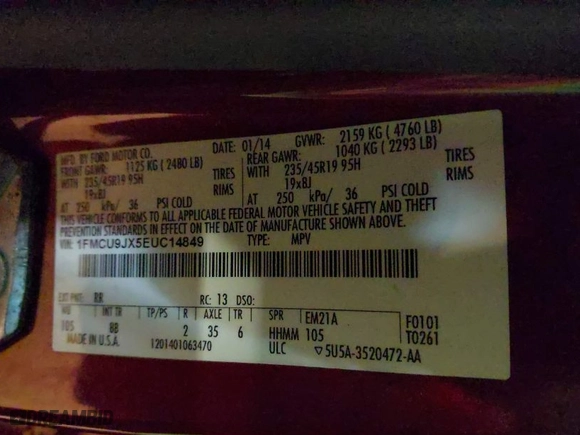 MFD. BY FORD MOTOR CO.
DATE: 01/14 GVWR: 2159 KG ( 4760 LB)
FRONT GAWR: 1125 KG ( 2480 LB) REAR GAWR: 1040 KG ( 2293 LB)
WITH 235/45R19 95H TIRES WITH 235/45R19 95H TIRES
19x8J RIMS 19x8J RIMS
AT 250 kPa/ 36 PSI COLD AT 250 kPa/ 36 PSI COLD
THIS VEHICLE CONFORMS TO ALL APPLICABLE FEDERAL MOTOR VEHICLE SAFETY AND THEFT
PREVENTION STANDARDS IN EFFECT ON THE DATE OF MANUFACTURE SHOWN ABOVE.
VIN: 1FMCU9JX5EUC14849 TYPE: MPV
EXT PNT: RR RC: 13 DSO:
WB INT TR TP/PS R AXLE TR SPR EM21A F0101
105 BB 2 35 6 HHMM 105 T0261
MADE IN U.S.A. 1201401063470 ULC ▽5U5A-3520472-AA